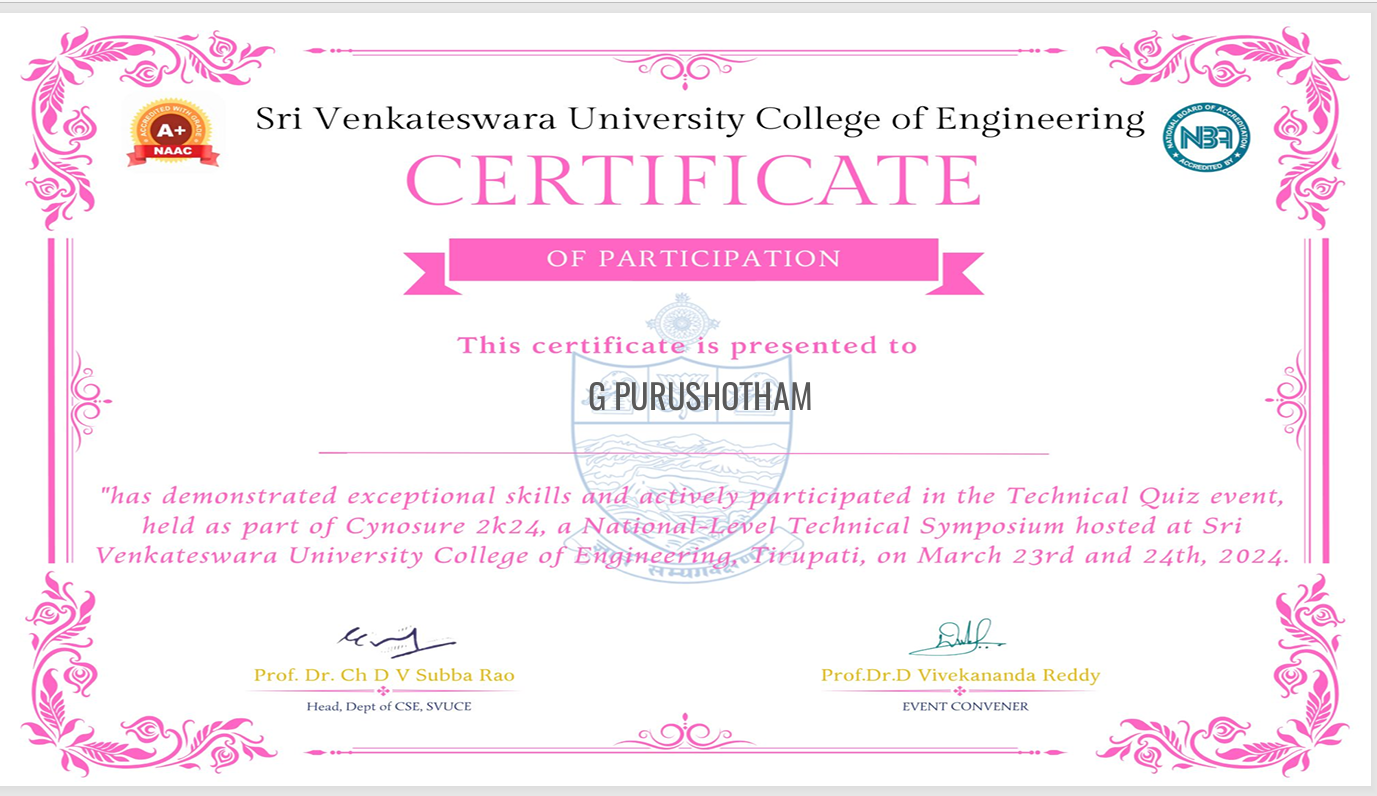 Sri Venkateswara University College of Engineering
ACCREDITED WITH GRADE
A+
NAAC
NATIONAL BOARD OF ACCREDITATION
NBA
ACCREDITED BY
CERTIFICATE
OF PARTICIPATION
This certificate is presented to
G PURUSHOTHAM
"has demonstrated exceptional skills and actively participated in the Technical Quiz event,
held as part of Cynosure 2k24, a National-Level Technical Symposium hosted at Sri
Venkateswara University College of Engineering, Tirupati, on March 23rd and 24th, 2024.
Prof. Dr. Ch D V Subba Rao
Head, Dept of CSE, SVUCE
Prof.Dr.D Vivekananda Reddy
EVENT CONVENER